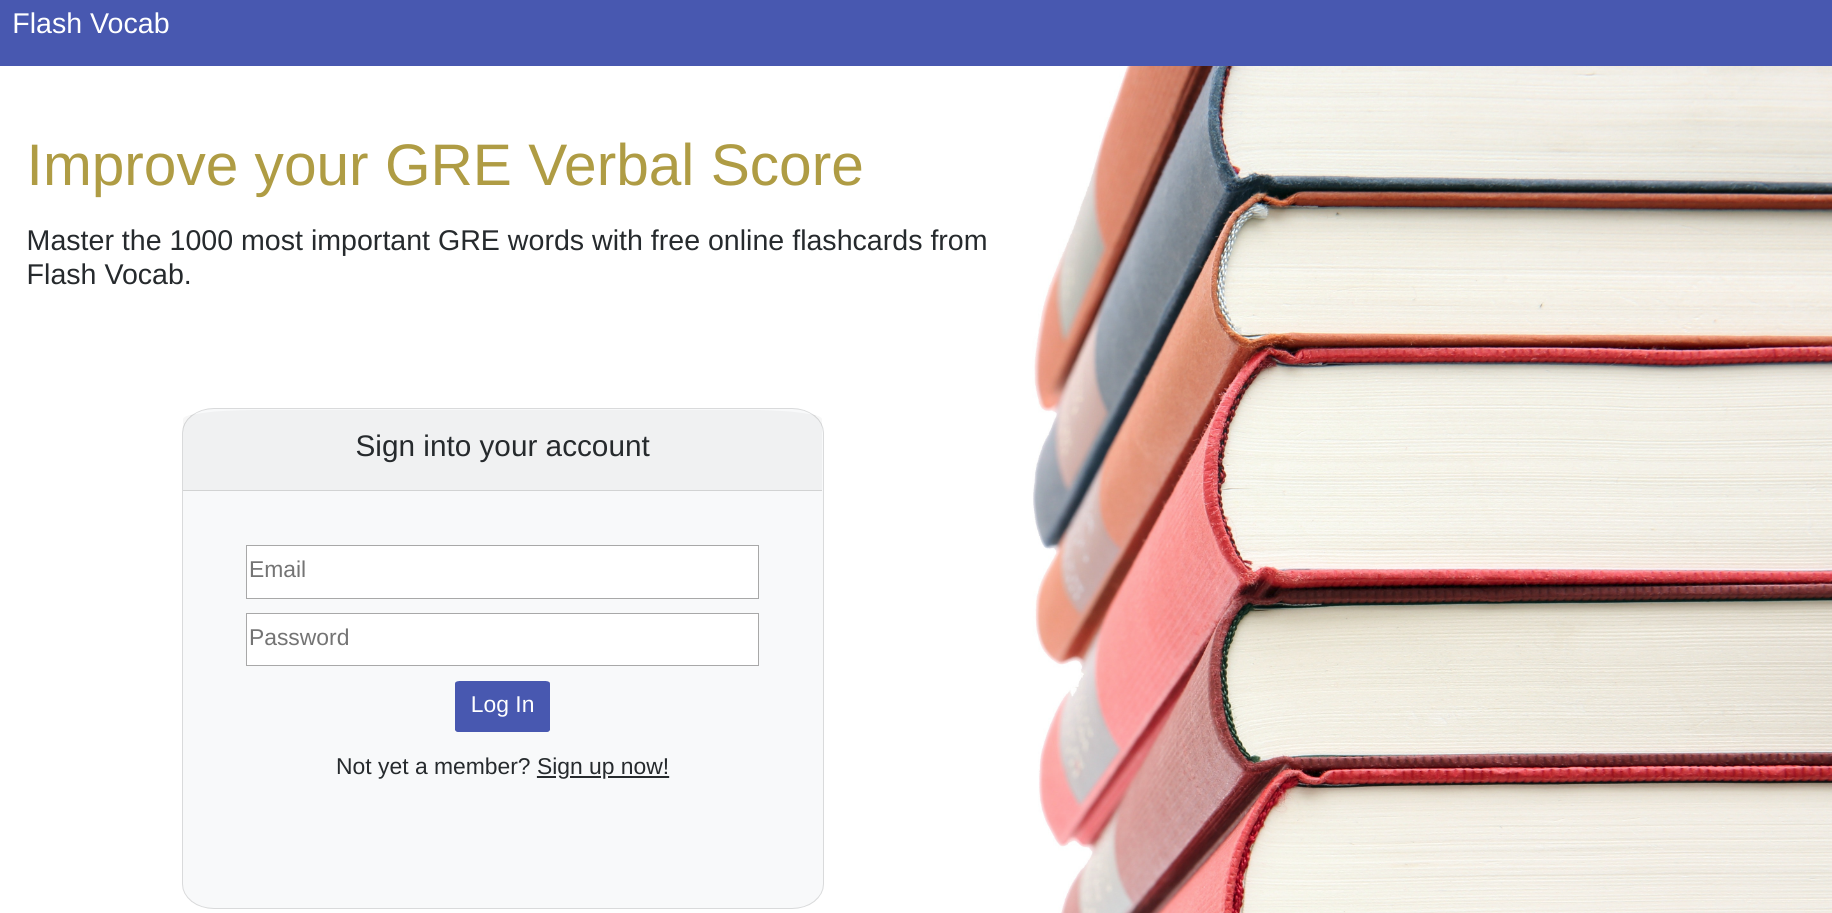 Flash Vocab
Improve your GRE Verbal Score
Master the 1000 most important GRE words with free online flashcards from
Flash Vocab.
Sign into your account
Email
Password
Log In
Not yet a member? Sign up now!